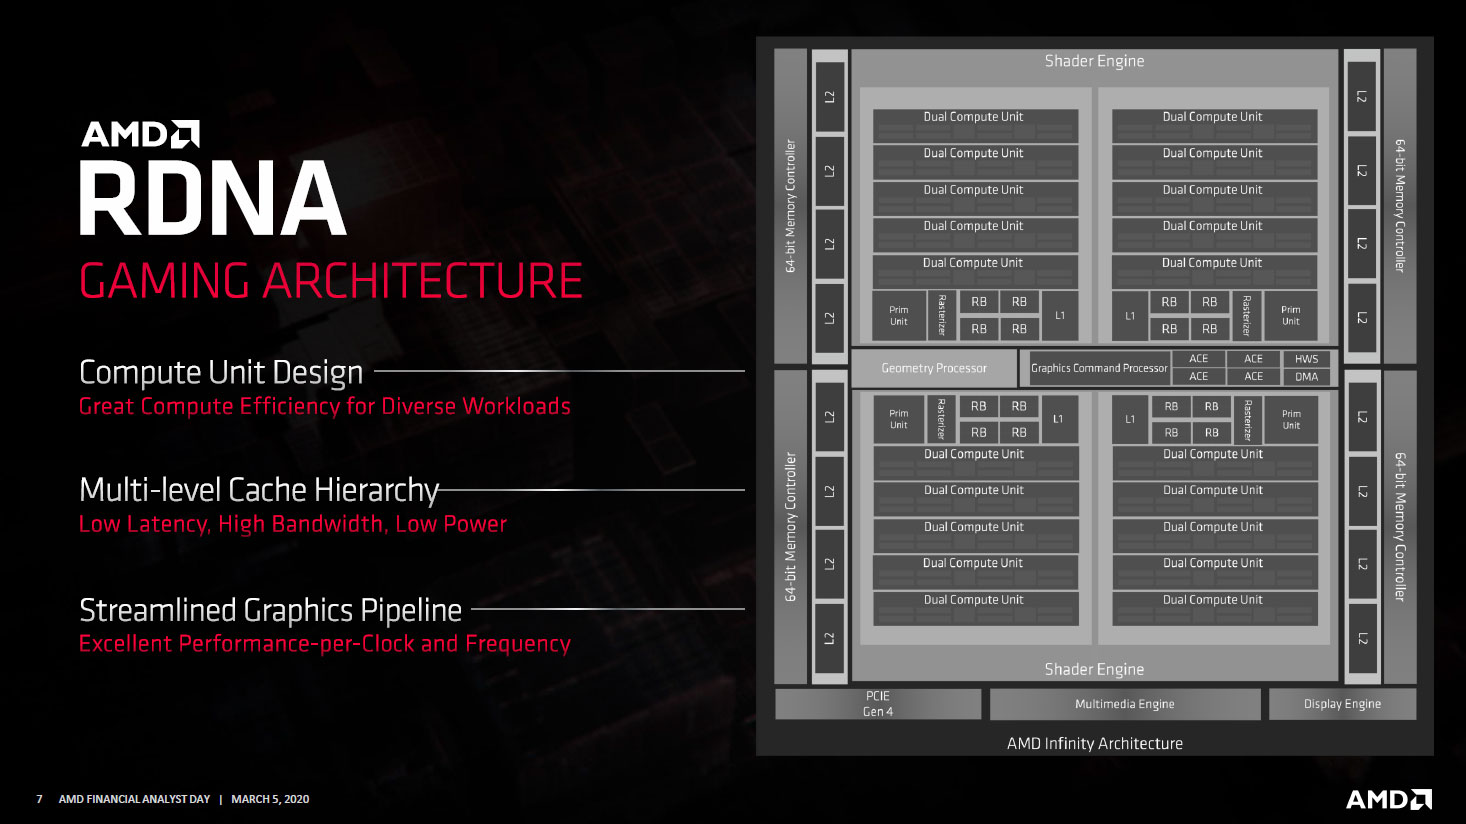 AMD
RDNA
GAMING ARCHITECTURE
Compute Unit Design
Great Compute Efficiency for Diverse Workloads
Multi-level Cache Hierarchy
Low Latency, High Bandwidth, Low Power
Streamlined Graphics Pipeline
Excellent Performance-per-Clock and Frequency
64-bit Memory Controller
L2
L2
L2
L2
64-bit Memory Controller
L2
L2
L2
L2
Shader Engine
Dual Compute Unit
Dual Compute Unit
Dual Compute Unit
Dual Compute Unit
Dual Compute Unit
Prim
Unit
Rasterizer
RB RB
RB RB
L1
Dual Compute Unit
Dual Compute Unit
Dual Compute Unit
Dual Compute Unit
Dual Compute Unit
L1
RB RB
RB RB
Rasterizer
Prim
Unit
Geometry Processor
Graphics Command Processor
ACE ACE HWS
ACE ACE DMA
Prim
Unit
Rasterizer
RB RB
RB RB
L1
Dual Compute Unit
Dual Compute Unit
Dual Compute Unit
Dual Compute Unit
Dual Compute Unit
L1
RB RB
RB RB
Rasterizer
Prim
Unit
Dual Compute Unit
Dual Compute Unit
Dual Compute Unit
Dual Compute Unit
Dual Compute Unit
Shader Engine
L2
L2
L2
L2
64-bit Memory Controller
L2
L2
L2
L2
64-bit Memory Controller
PCIE
Gen 4
Multimedia Engine
Display Engine
AMD Infinity Architecture
7 AMD FINANCIAL ANALYST DAY | MARCH 5, 2020
AMD